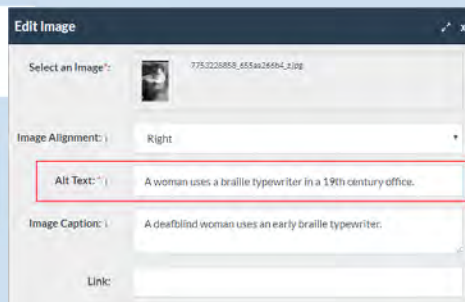 Edit Image
Select an Image*:
Image Alignment: i
Right
Alt Text: * i
A woman uses a braille typewriter in a 19th century office.
Image Caption: i
A deafblind woman uses an early braille typewriter.
Link: